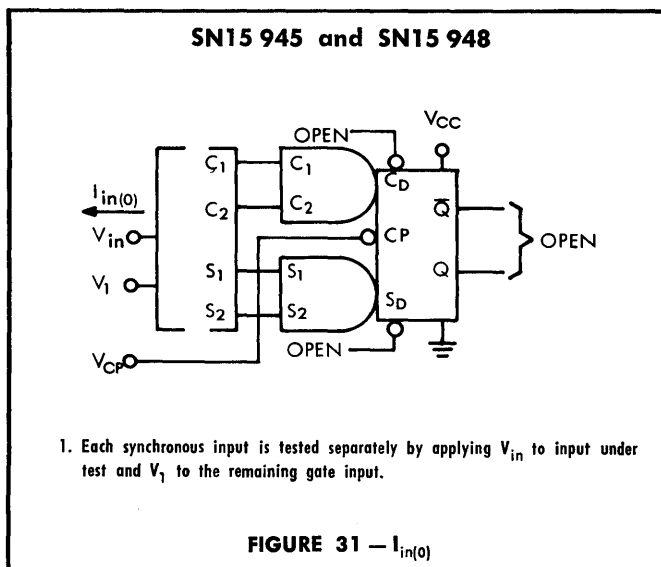 SN15 945 and SN15 948
OPEN
VCC
C1
C1
CD
Iin(0)
C2
C2
Q̅
Vin
CP
OPEN
V1
S1
S1
Q
SD
S2
S2
OPEN
VCP
1. Each synchronous input is tested separately by applying Vin to input under
test and V1 to the remaining gate input.
FIGURE 31 — Iin(0)